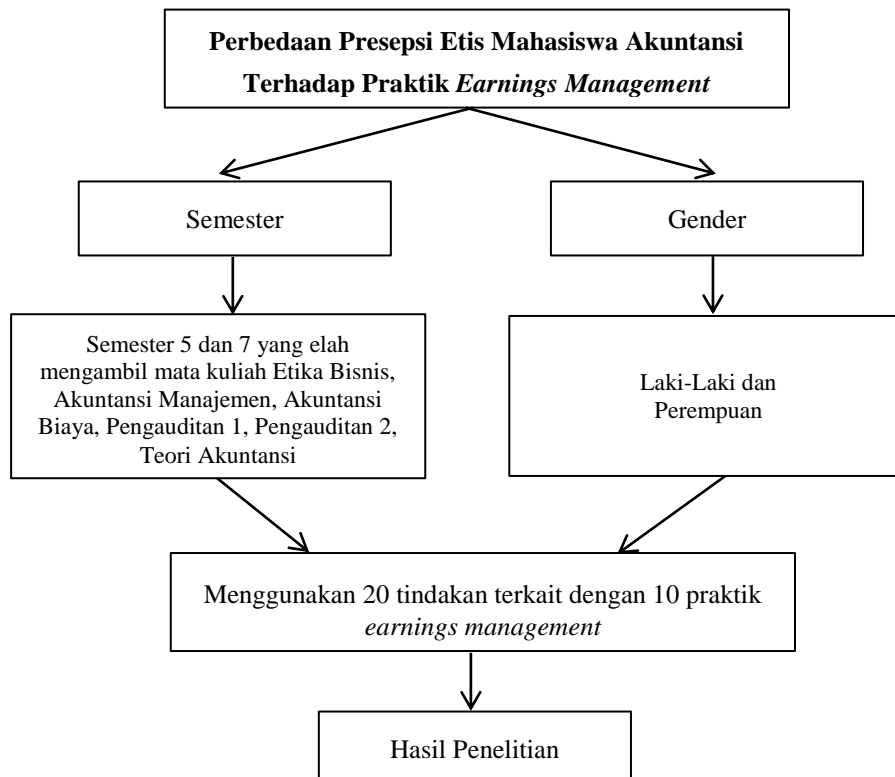 Perbedaan Presepsi Etis Mahasiswa Akuntansi
Terhadap Praktik Earnings Management
Semester
Gender
Semester 5 dan 7 yang elah
mengambil mata kuliah Etika Bisnis,
Akuntansi Manajemen, Akuntansi
Biaya, Pengauditan 1, Pengauditan 2,
Teori Akuntansi
Laki-Laki dan
Perempuan
Menggunakan 20 tindakan terkait dengan 10 praktik
earnings management
Hasil Penelitian